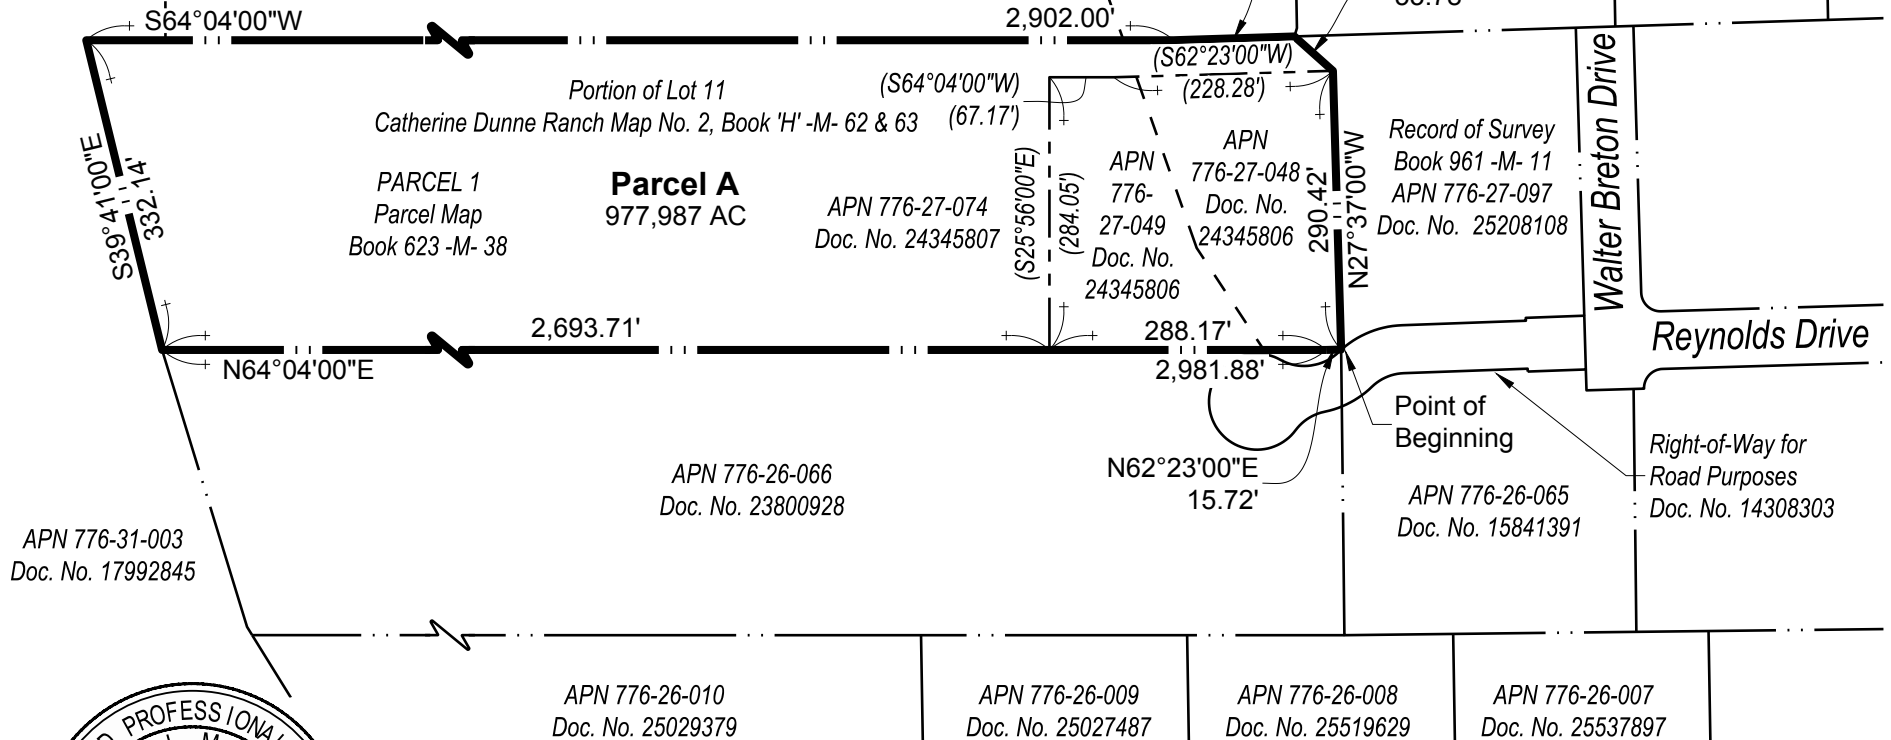 S64°04'00"W
2,902.00'
(S62°23'00"W)
(228.28')
(S64°04'00"W)
(67.17')
Portion of Lot 11
Catherine Dunne Ranch Map No. 2, Book 'H' -M- 62 & 63
S39°41'00"E
332.14'
PARCEL 1
Parcel Map
Book 623 -M- 38
Parcel A
977,987 AC
APN 776-27-074
Doc. No. 24345807
(S25°56'00"E)
(284.05')
APN
776-
27-049
Doc. No.
24345806
APN
776-27-048
Doc. No.
24345806
290.42'
N27°37'00"W
Record of Survey
Book 961 -M- 11
APN 776-27-097
Doc. No. 25208108
Walter Breton Drive
Reynolds Drive
2,693.71'
288.17'
N64°04'00"E
2,981.88'
Point of
Beginning
N62°23'00"E
15.72'
Right-of-Way for
Road Purposes
Doc. No. 14308303
APN 776-26-066
Doc. No. 23800928
APN 776-26-065
Doc. No. 15841391
APN 776-31-003
Doc. No. 17992845
APN 776-26-010
Doc. No. 25029379
APN 776-26-009
Doc. No. 25027487
APN 776-26-008
Doc. No. 25519629
APN 776-26-007
Doc. No. 25537897
PROFESSIONAL